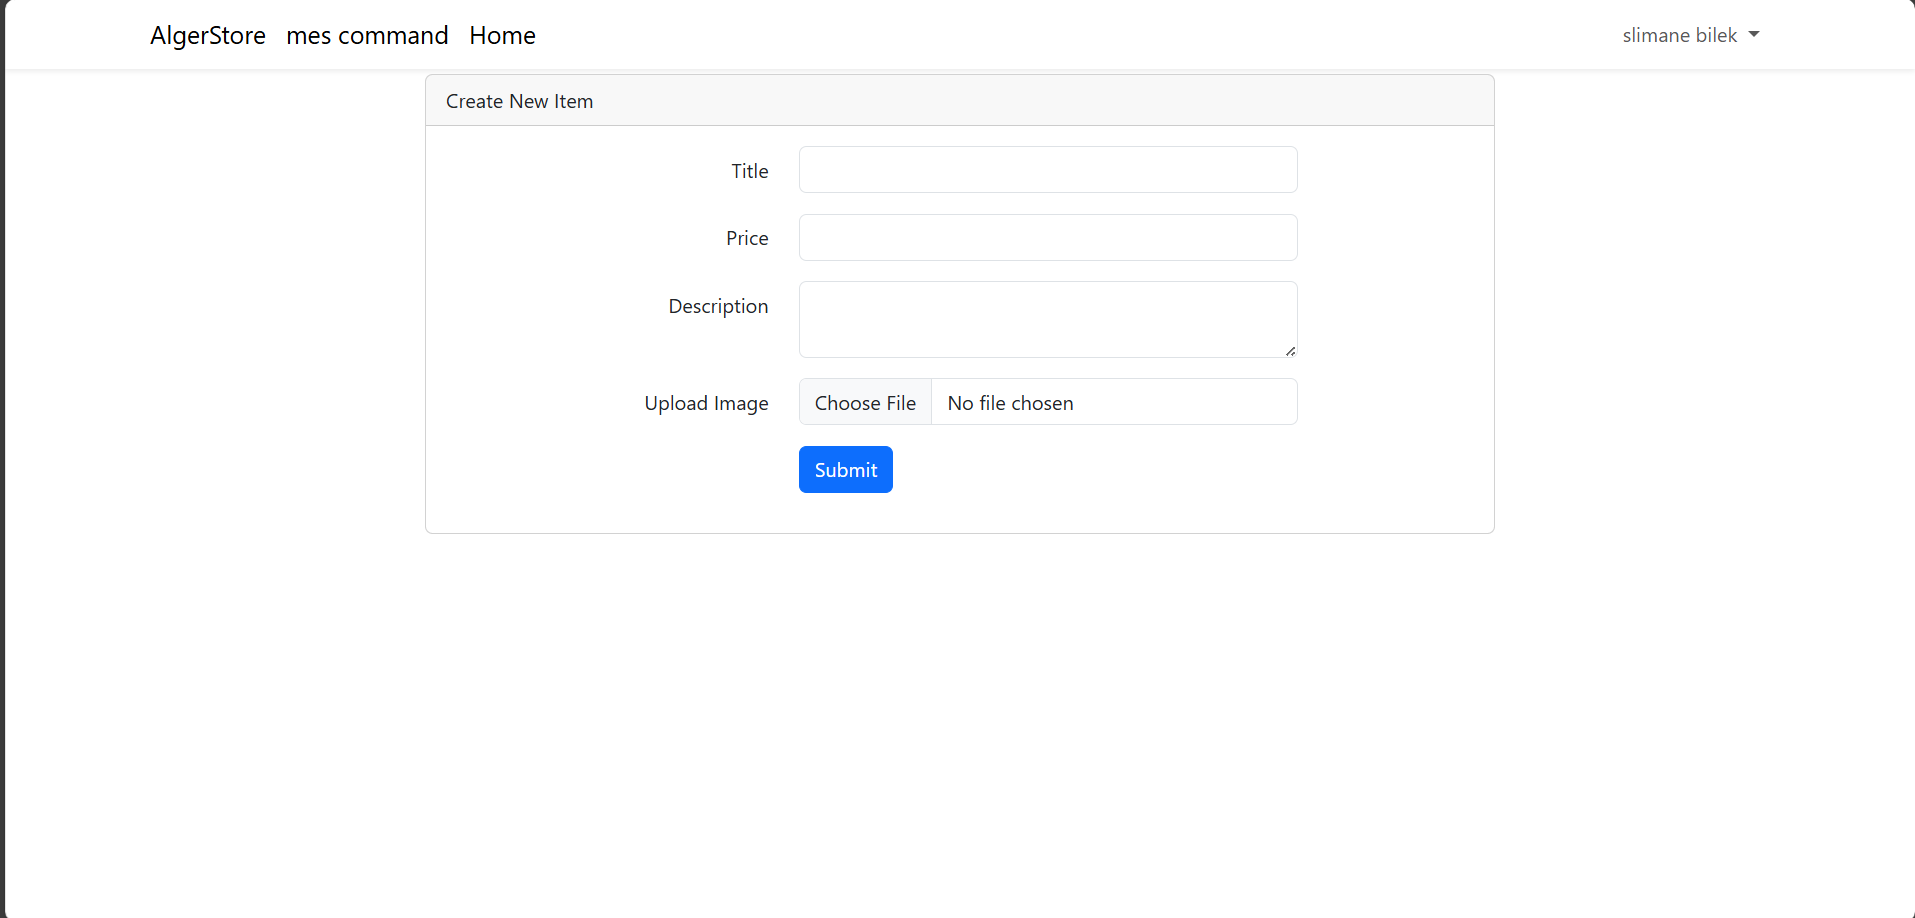 AlgerStore mes command Home slimane bilek
Create New Item
Title
Price
Description
Upload Image Choose File No file chosen
Submit